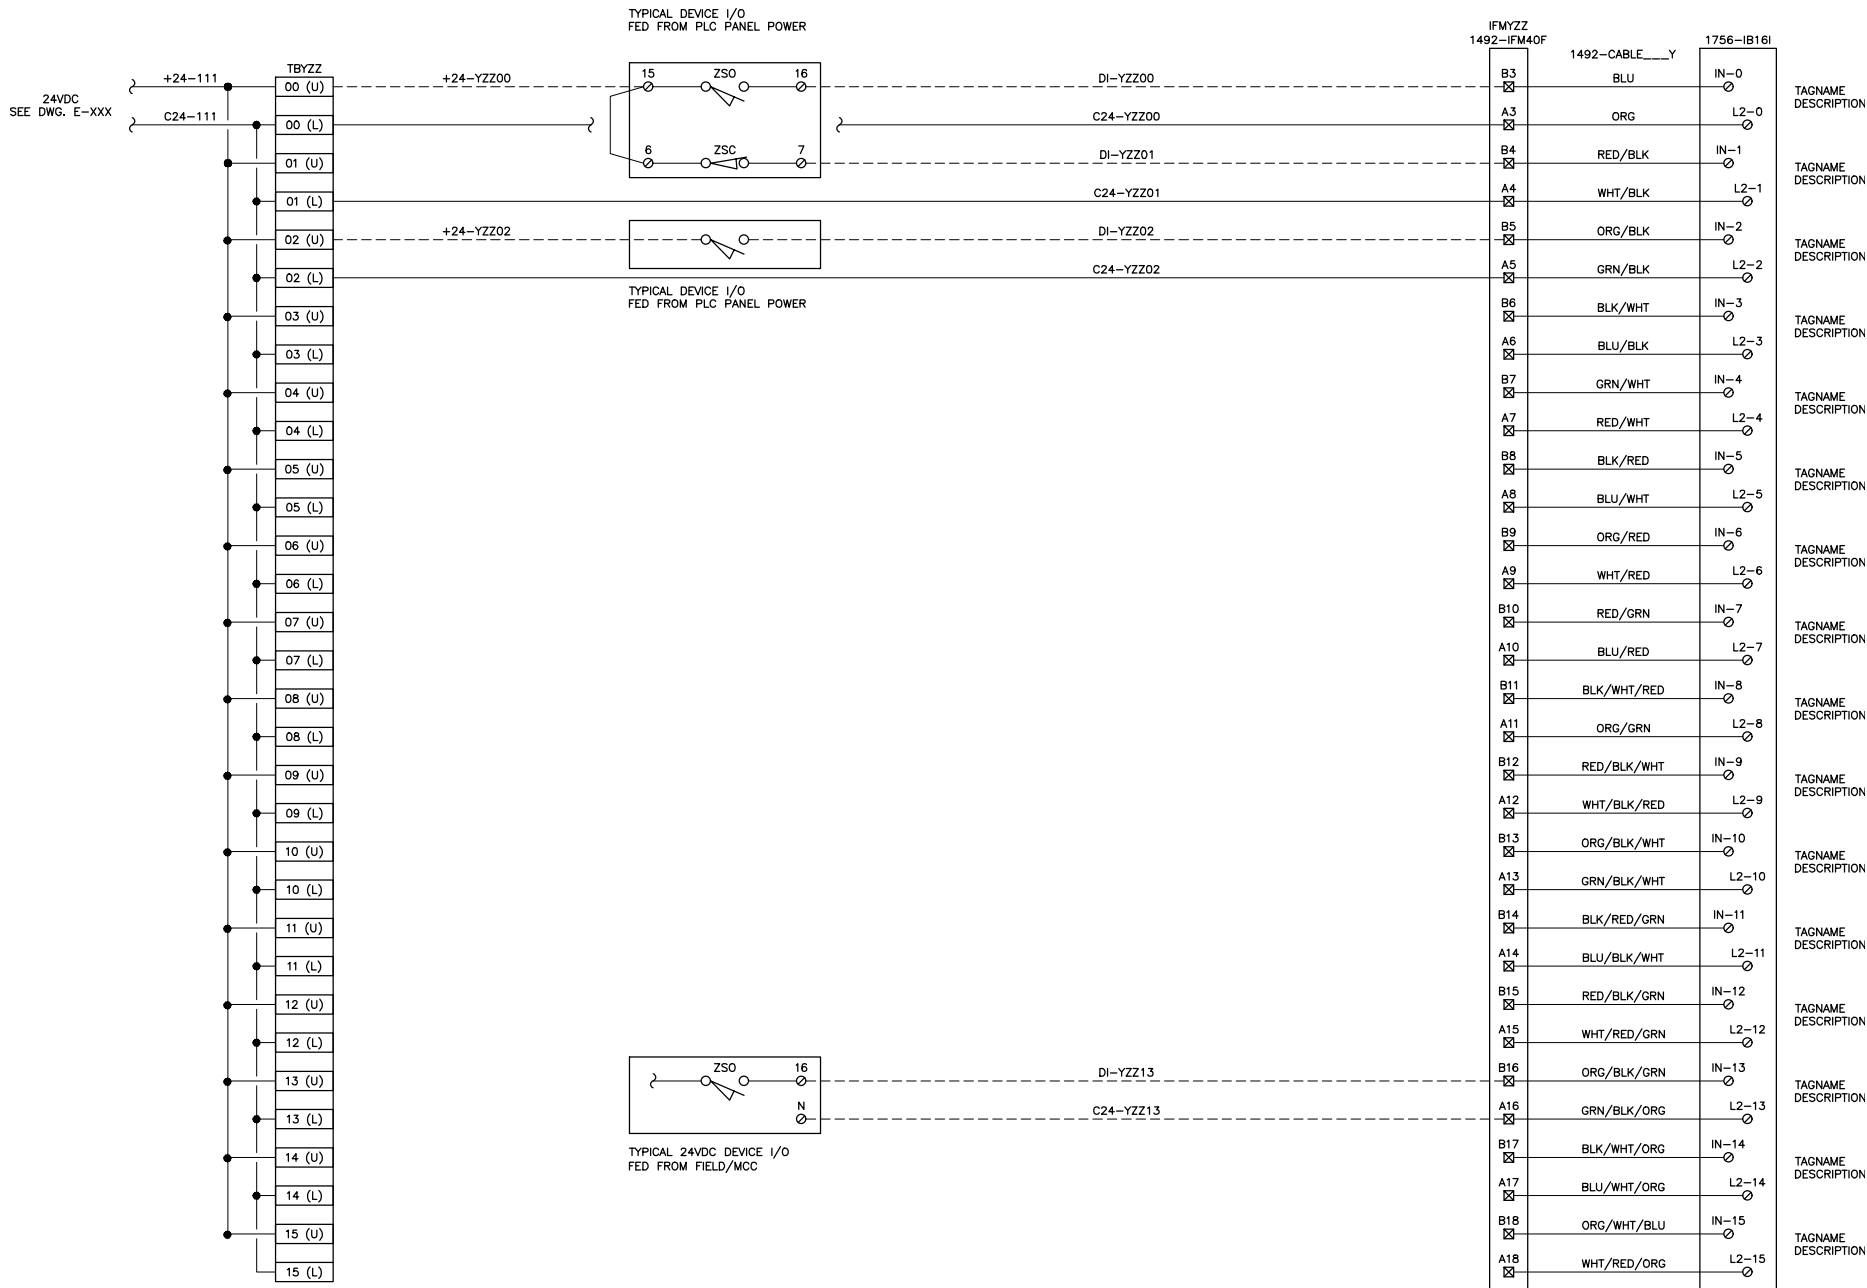 TYPICAL DEVICE I/O
FED FROM PLC PANEL POWER
IFMYZZ
1492-IFM40F
1492-CABLE___Y
1756-IB16I
24VDC
SEE DWG. E-XXX
TBYZZ
+24-111
00 (U)
+24-YZZ00
15
ZSO
16
DI-YZZ00
B3
BLU
IN-0
TAGNAME
DESCRIPTION
C24-111
00 (L)
C24-YZZ00
A3
ORG
L2-0
01 (U)
6
ZSC
7
DI-YZZ01
B4
RED/BLK
IN-1
TAGNAME
DESCRIPTION
01 (L)
C24-YZZ01
A4
WHT/BLK
L2-1
02 (U)
+24-YZZ02
DI-YZZ02
B5
ORG/BLK
IN-2
TAGNAME
DESCRIPTION
02 (L)
C24-YZZ02
A5
GRN/BLK
L2-2
TYPICAL DEVICE I/O
FED FROM PLC PANEL POWER
03 (U)
B6
BLK/WHT
IN-3
TAGNAME
DESCRIPTION
03 (L)
A6
BLU/BLK
L2-3
04 (U)
B7
GRN/WHT
IN-4
TAGNAME
DESCRIPTION
04 (L)
A7
RED/WHT
L2-4
05 (U)
B8
BLK/RED
IN-5
TAGNAME
DESCRIPTION
05 (L)
A8
BLU/WHT
L2-5
06 (U)
B9
ORG/RED
IN-6
TAGNAME
DESCRIPTION
06 (L)
A9
WHT/RED
L2-6
07 (U)
B10
RED/GRN
IN-7
TAGNAME
DESCRIPTION
07 (L)
A10
BLU/RED
L2-7
08 (U)
B11
BLK/WHT/RED
IN-8
TAGNAME
DESCRIPTION
08 (L)
A11
ORG/GRN
L2-8
09 (U)
B12
RED/BLK/WHT
IN-9
TAGNAME
DESCRIPTION
09 (L)
A12
WHT/BLK/RED
L2-9
10 (U)
B13
ORG/BLK/WHT
IN-10
TAGNAME
DESCRIPTION
10 (L)
A13
GRN/BLK/WHT
L2-10
11 (U)
B14
BLK/RED/GRN
IN-11
TAGNAME
DESCRIPTION
11 (L)
A14
BLU/BLK/WHT
L2-11
12 (U)
B15
RED/BLK/GRN
IN-12
TAGNAME
DESCRIPTION
12 (L)
A15
WHT/RED/GRN
L2-12
13 (U)
ZSO
16
DI-YZZ13
B16
ORG/BLK/GRN
IN-13
TAGNAME
DESCRIPTION
13 (L)
N
C24-YZZ13
A16
GRN/BLK/ORG
L2-13
TYPICAL 24VDC DEVICE I/O
FED FROM FIELD/MCC
14 (U)
B17
BLK/WHT/ORG
IN-14
TAGNAME
DESCRIPTION
14 (L)
A17
BLU/WHT/ORG
L2-14
15 (U)
B18
ORG/WHT/BLU
IN-15
TAGNAME
DESCRIPTION
15 (L)
A18
WHT/RED/ORG
L2-15